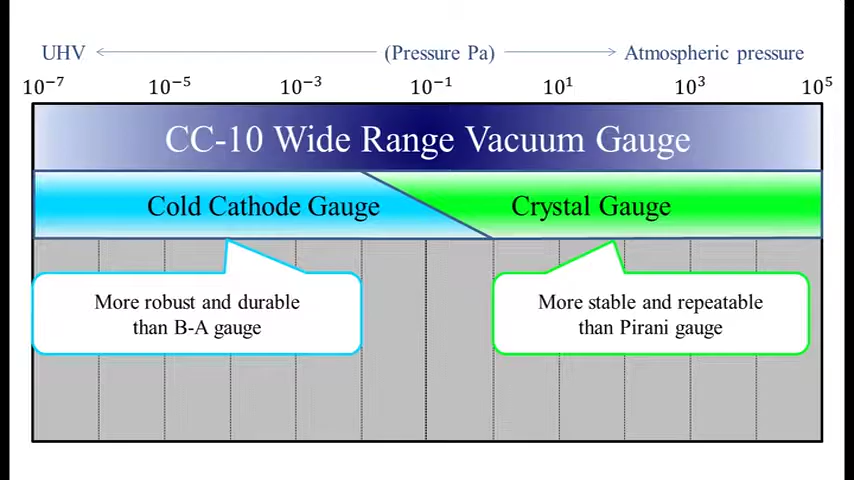 UHV (Pressure Pa) Atmospheric pressure
10⁻⁷ 10⁻⁵ 10⁻³ 10⁻¹ 10¹ 10³ 10⁵
CC-10 Wide Range Vacuum Gauge
Cold Cathode Gauge Crystal Gauge
More robust and durable
than B-A gauge
More stable and repeatable
than Pirani gauge